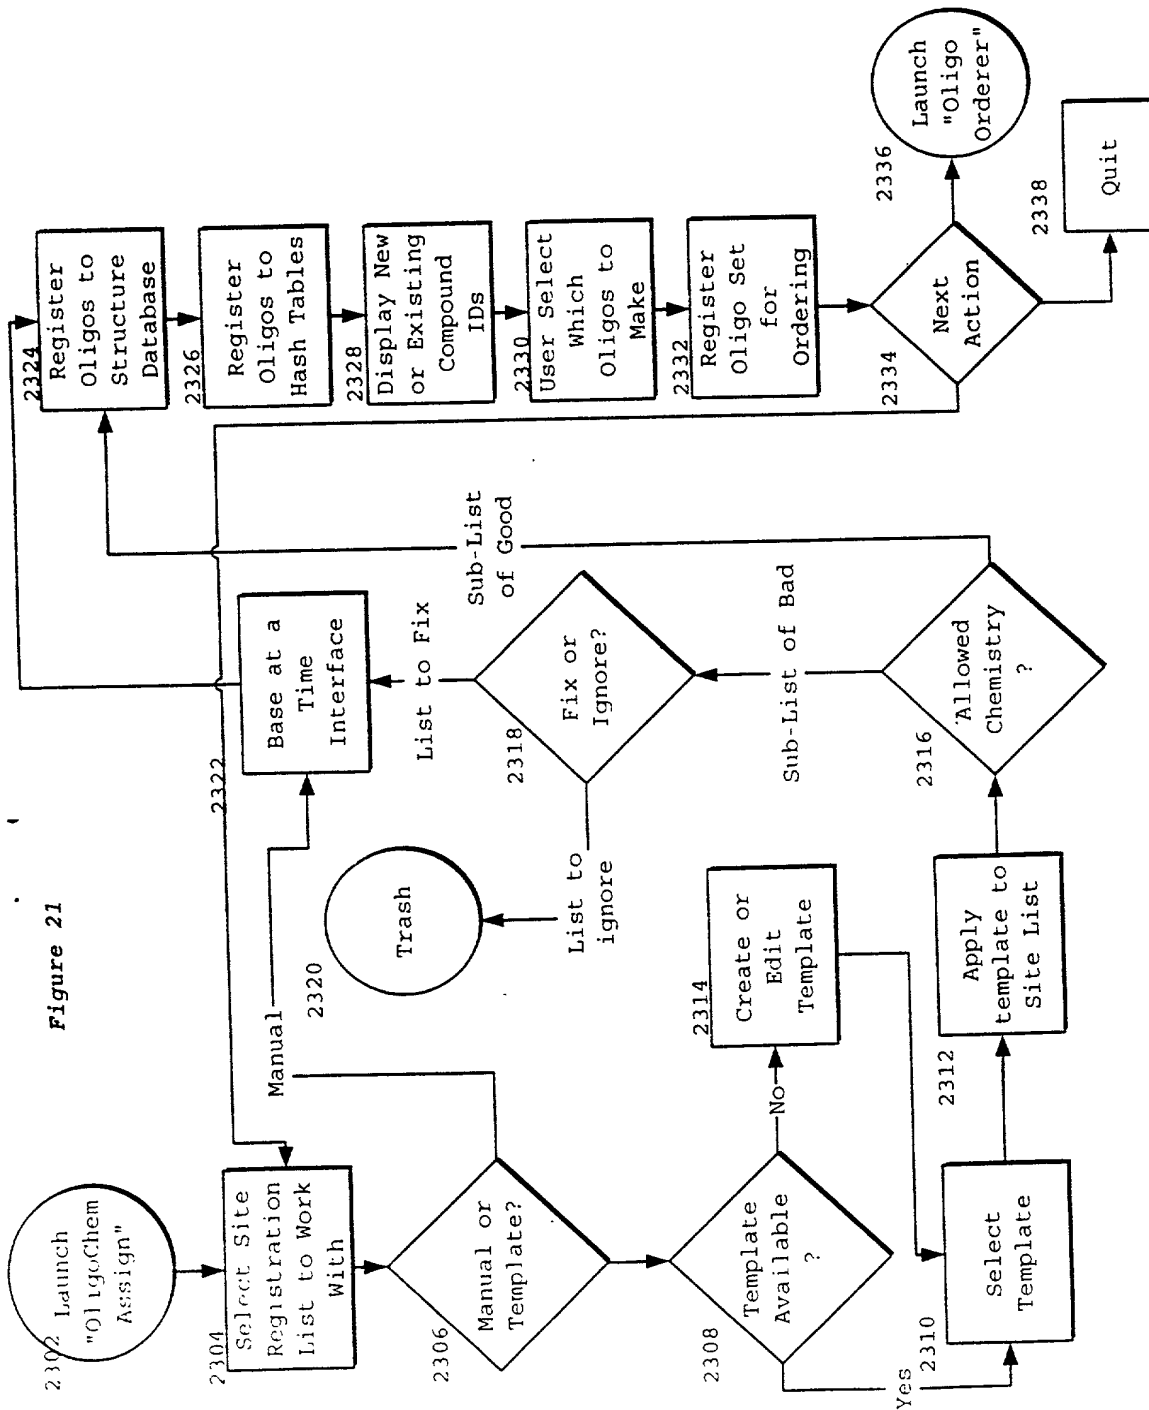 Figure 21
2302
Launch
"OligoChem
Assign"
2304
Select Site
Registration
List to Work
With
2306
Manual or
Template?
Manual
2308
Template
Available
?
Yes
No
2310
Select
Template
2314
Create or
Edit
Template
2312
Apply
template to
Site List
2316
Allowed
Chemistry
?
Sub-List of Bad
Sub-List
of Good
2318
Fix or
Ignore?
List to
ignore
2320
Trash
List to Fix
2322
Base at a
Time
Interface
2324
Register
Oligos to
Structure
Database
2326
Register
Oligos to
Hash Tables
2328
Display New
or Existing
Compound
IDs
2330
User Select
Which
Oligos to
Make
2332
Register
Oligo Set
for
Ordering
2334
Next
Action
2336
Launch
"Oligo
Orderer"
2338
Quit